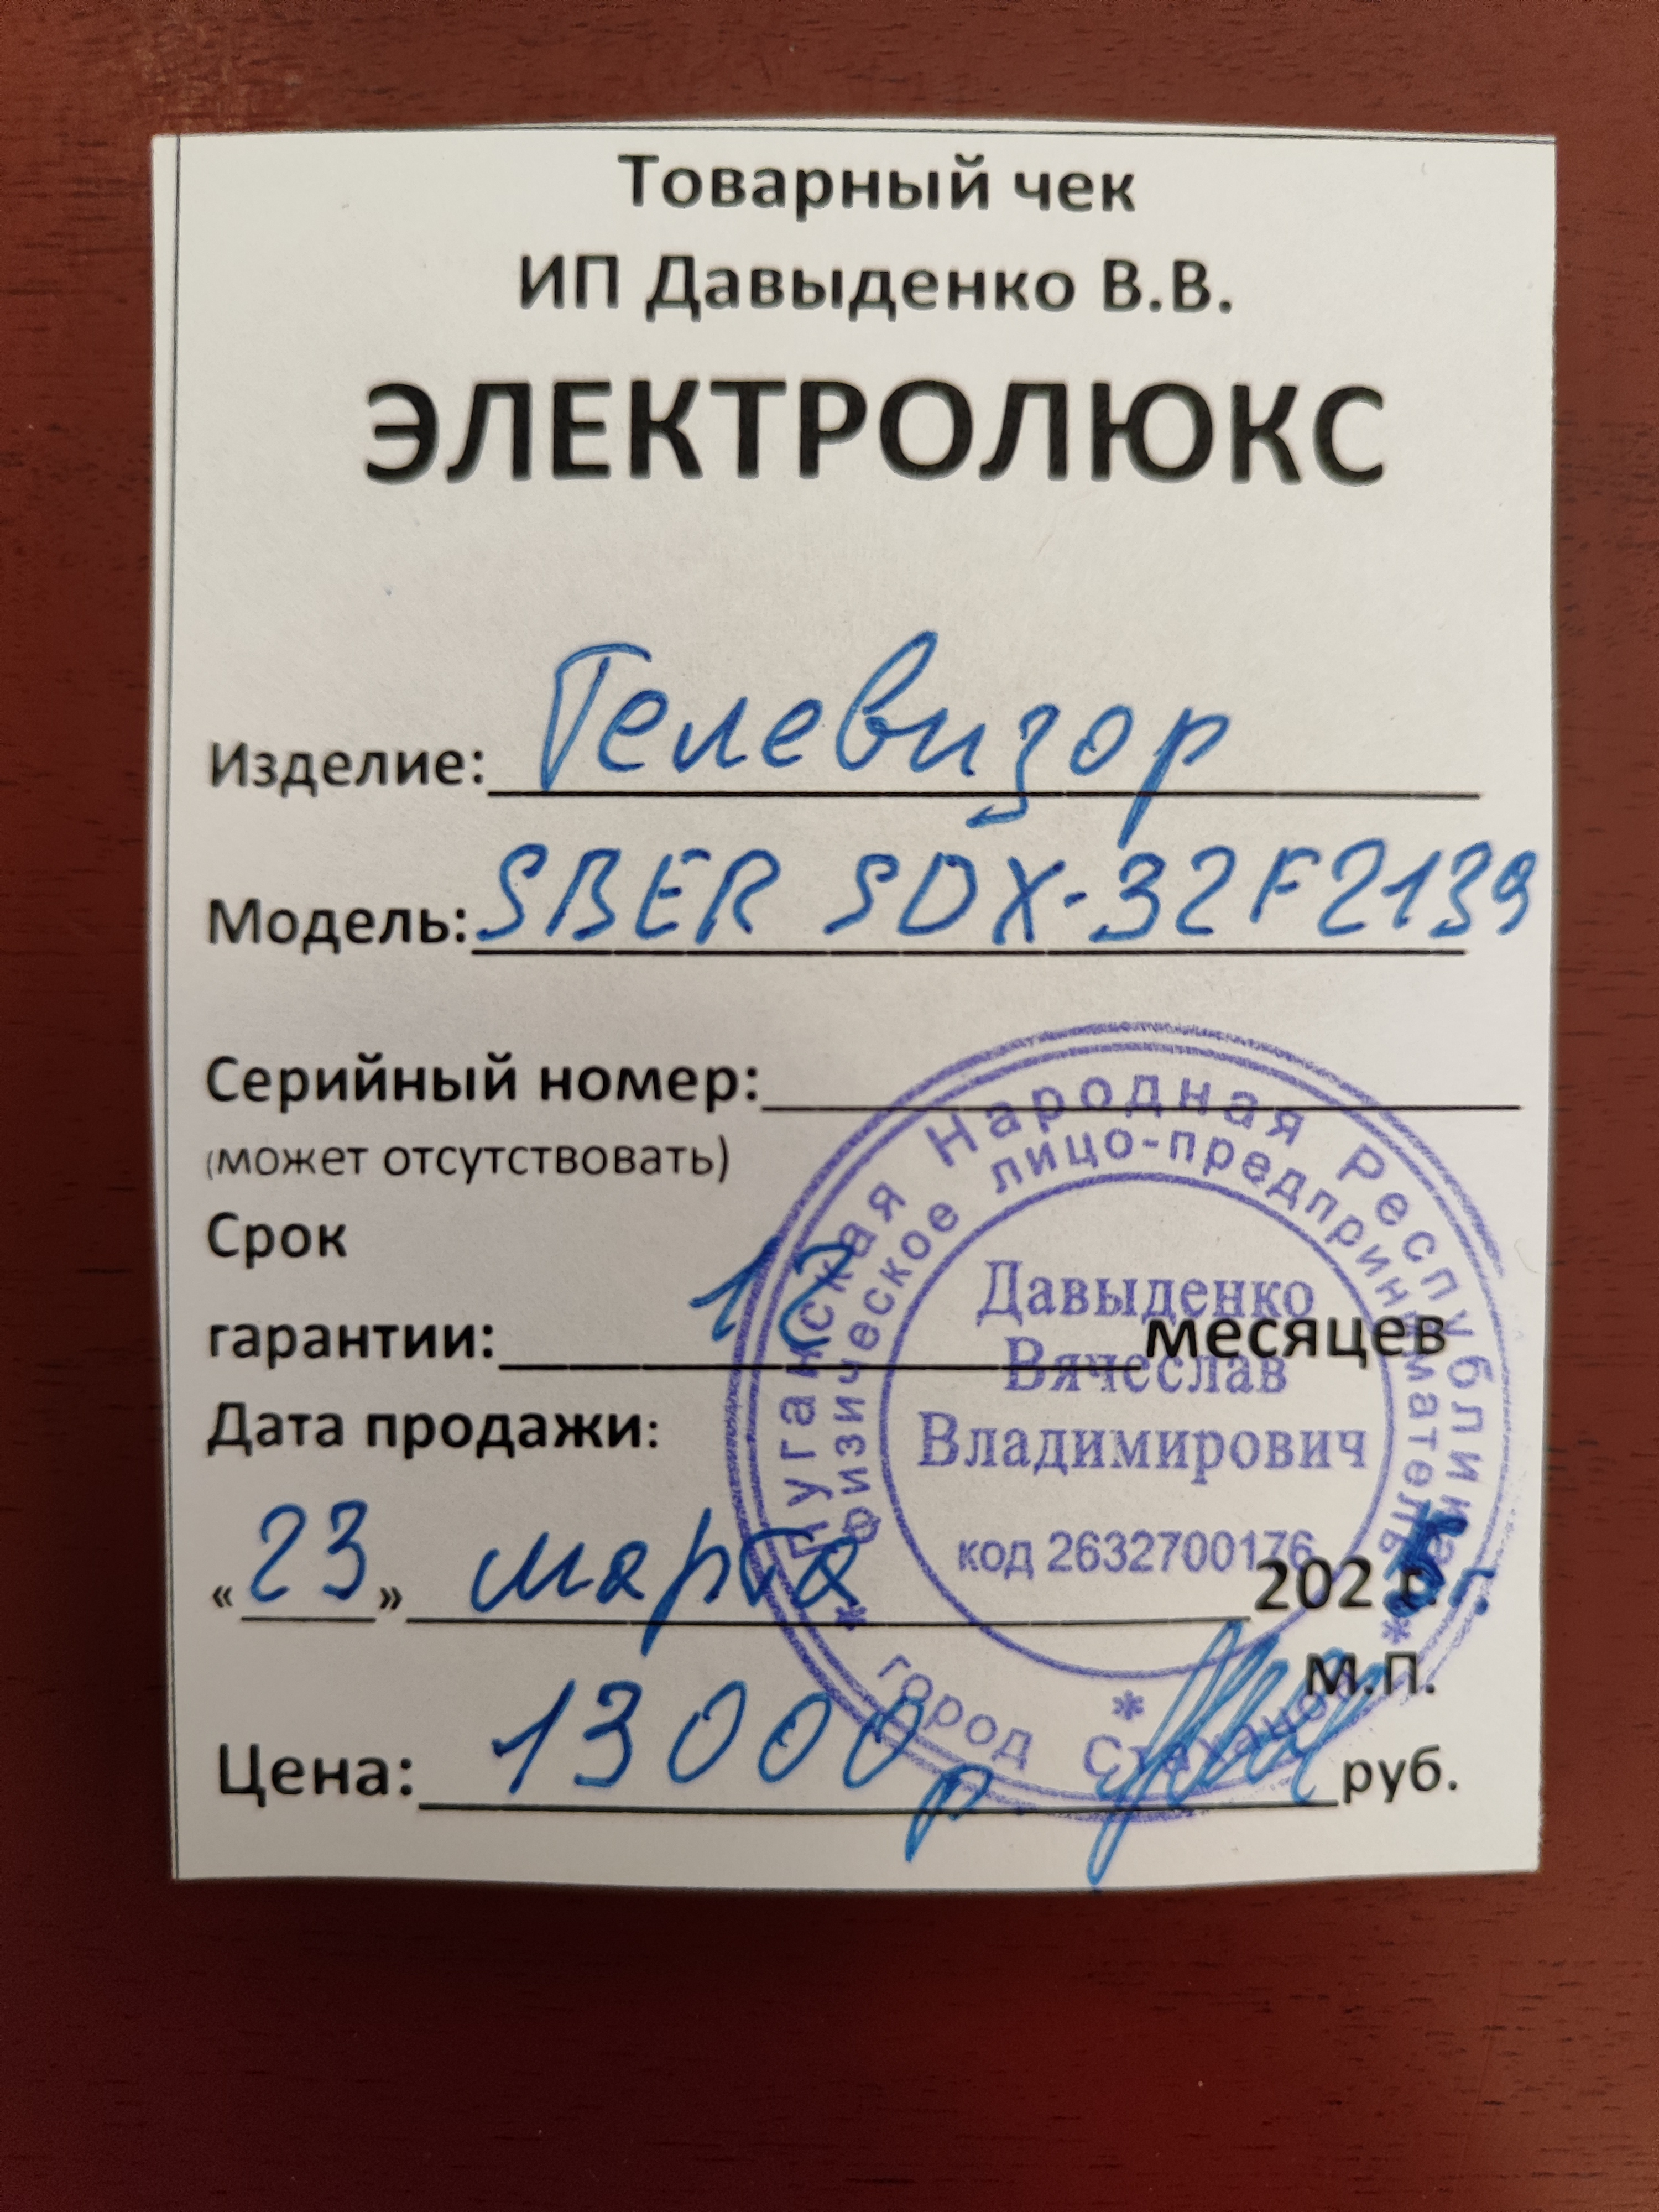 Товарный чек
ИП Давыденко В.В.
ЭЛЕКТРОЛЮКС
Изделие: Телевизор
Модель: SBER SDX-32F2139
Серийный номер:
(может отсутствовать)
Срок
гарантии: 12 месяцев
Дата продажи:
«23» марта 202 г.
М.П.
Цена: 13000 р руб.
Луганская Народная Республика
физическое лицо-предприниматель
Давыденко
Вячеслав
Владимирович
код 2632700176
город Стаханов